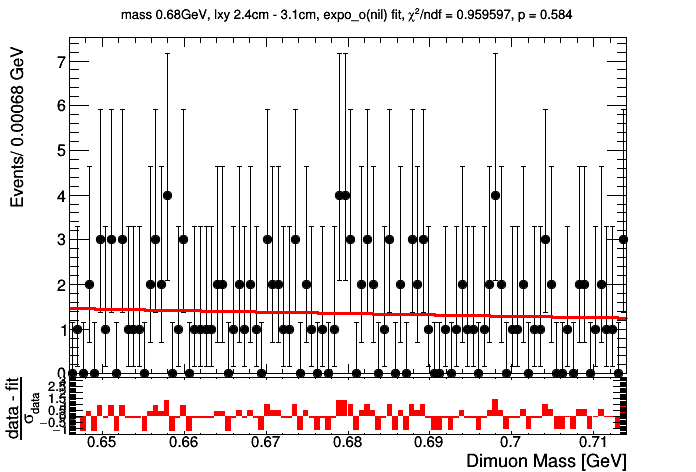 mass 0.68GeV, lxy 2.4cm - 3.1cm, expo_o(nil) fit, χ²/ndf = 0.959597, p = 0.584
Events/ 0.00068 GeV
7
6
5
4
3
2
1
0
data - fit
σdata
0.65 0.66 0.67 0.68 0.69 0.7 0.71
Dimuon Mass [GeV]